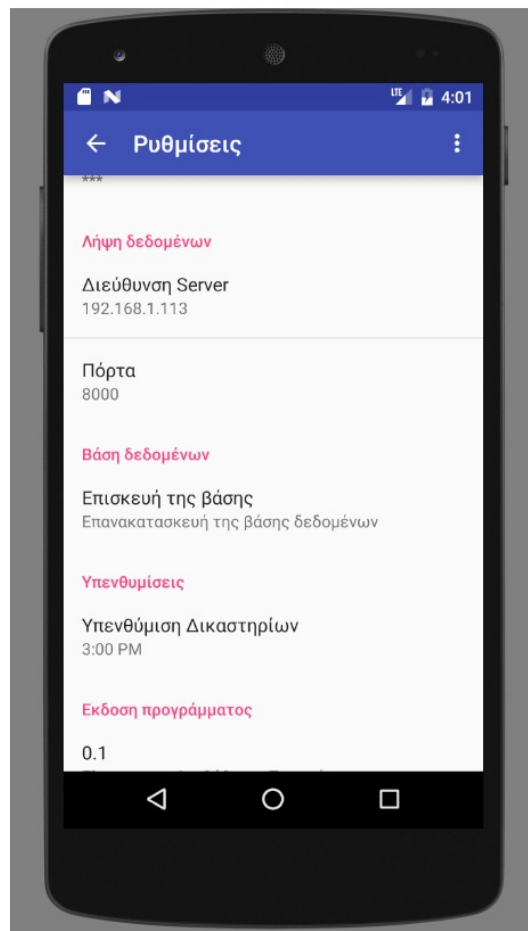 LTE 4:01
Ρυθμίσεις
***
Λήψη δεδομένων
Διεύθυνση Server
192.168.1.113
Πόρτα
8000
Βάση δεδομένων
Επισκευή της βάσης
Επανακατασκευή της βάσης δεδομένων
Υπενθυμίσεις
Υπενθύμιση Δικαστηρίων
3:00 PM
Εκδοση προγράμματος
0.1